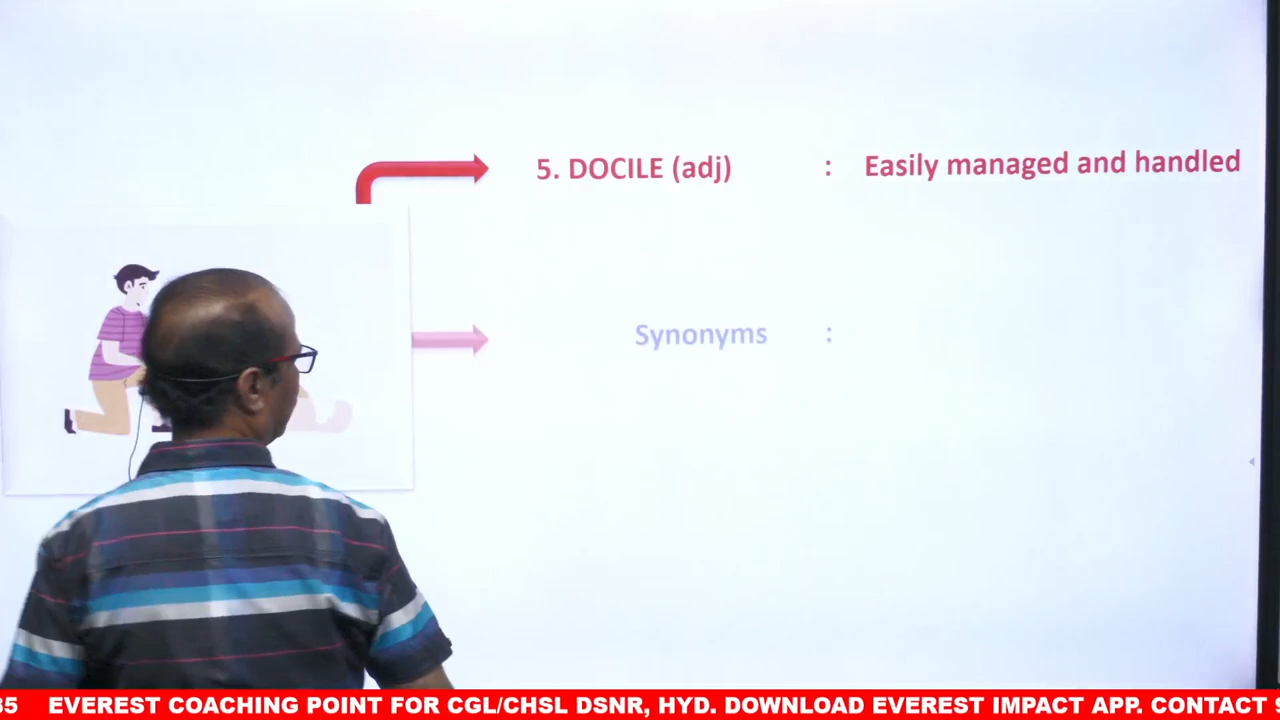 5. DOCILE (adj) : Easily managed and handled
Synonyms :
35 EVEREST COACHING POINT FOR CGL/CHSL DSNR, HYD. DOWNLOAD EVEREST IMPACT APP. CONTACT